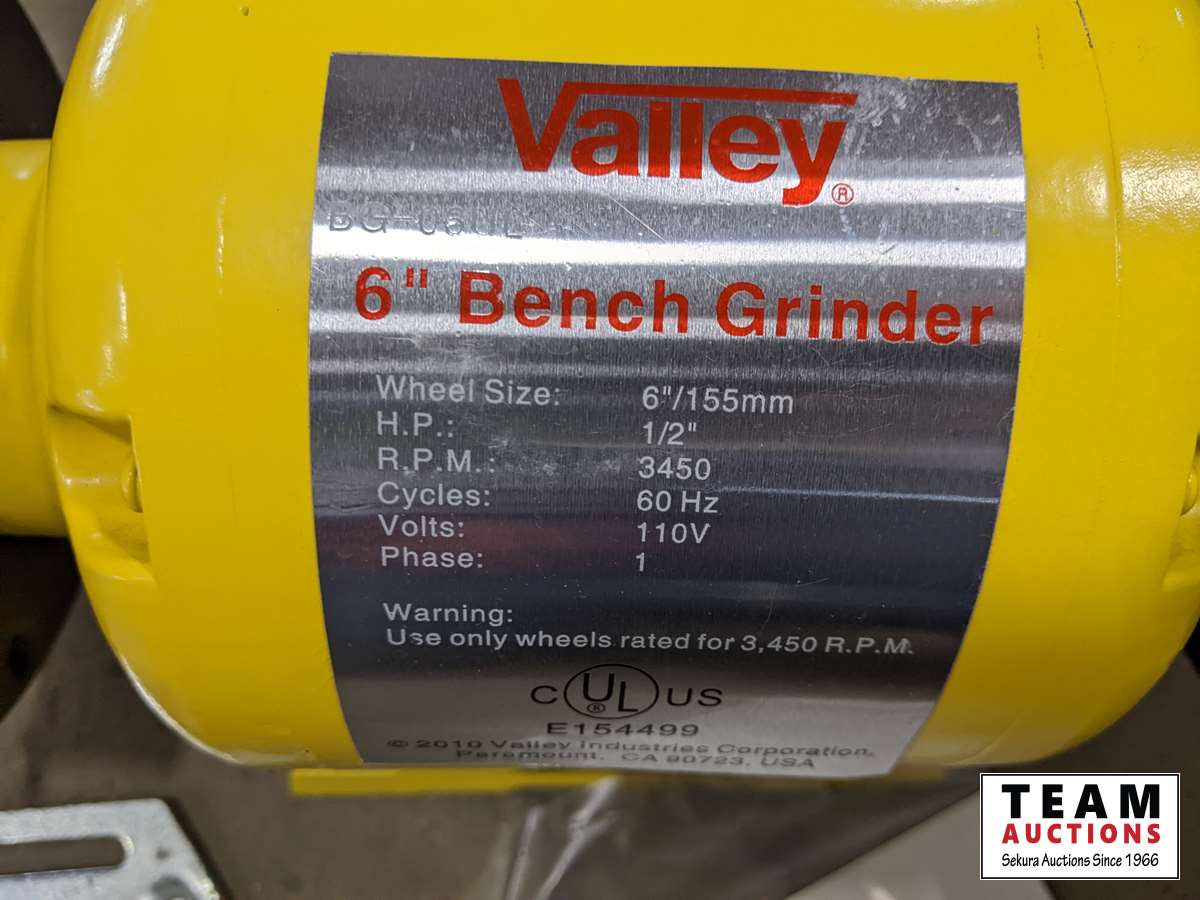 Valley®
6" Bench Grinder
Wheel Size: 6"/155mm
H.P.: 1/2"
R.P.M.: 3450
Cycles: 60 Hz
Volts: 110V
Phase: 1
Warning:
Use only wheels rated for 3,450 R.P.M.
C UL® US
E154499
© 2010 Valley Industries Corporation.
Paramount, CA 90723, USA
TEAM
AUCTIONS
Sekura Auctions Since 1966